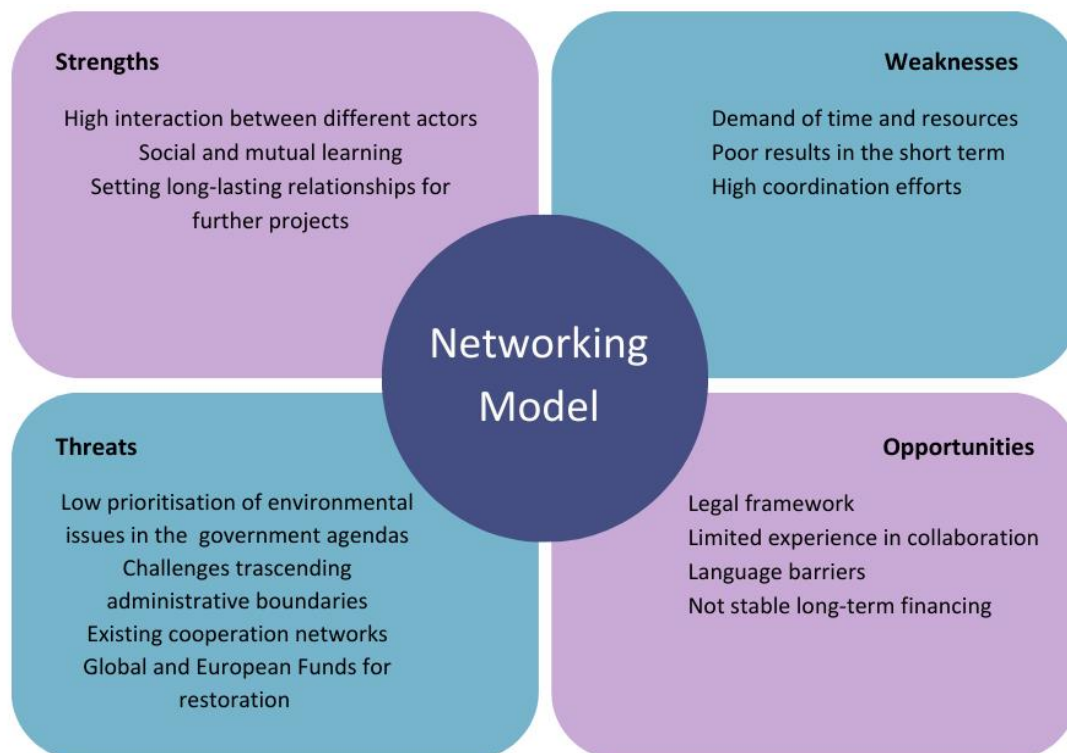 Strengths
High interaction between different actors
Social and mutual learning
Setting long-lasting relationships for
further projects
Weaknesses
Demand of time and resources
Poor results in the short term
High coordination efforts
Networking
Model
Threats
Low prioritisation of environmental
issues in the government agendas
Challenges trascending
administrative boundaries
Existing cooperation networks
Global and European Funds for
restoration
Opportunities
Legal framework
Limited experience in collaboration
Language barriers
Not stable long-term financing